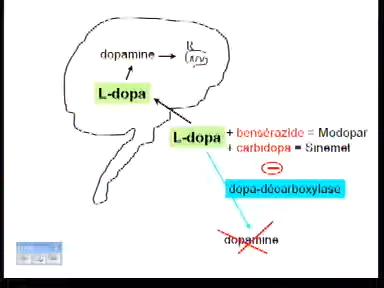 dopamine
L-dopa
L-dopa
+ bensérazide = Modopar
+ carbidopa = Sinemet
dopa-décarboxylase
dopamine